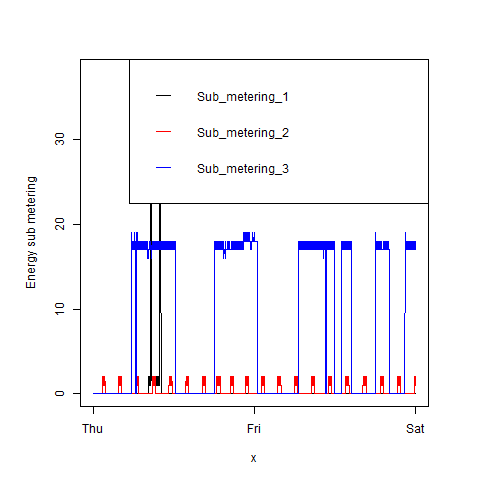 Sub_metering_1
Sub_metering_2
Sub_metering_3
Energy sub metering
30
20
10
0
Thu
Fri
Sat
x